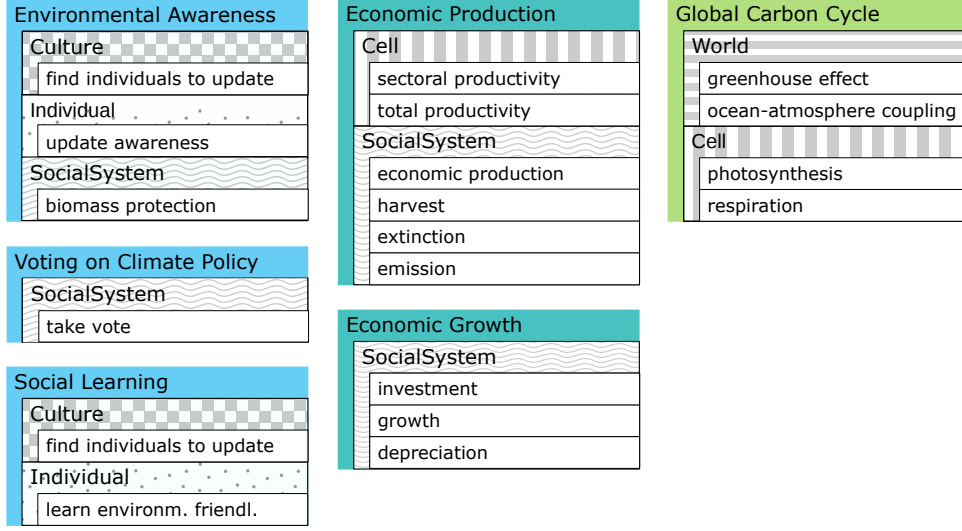 Environmental Awareness
Culture
find individuals to update
Individual
update awareness
SocialSystem
biomass protection
Voting on Climate Policy
SocialSystem
take vote
Social Learning
Culture
find individuals to update
Individual
learn environm. friendl.
Economic Production
Cell
sectoral productivity
total productivity
SocialSystem
economic production
harvest
extinction
emission
Economic Growth
SocialSystem
investment
growth
depreciation
Global Carbon Cycle
World
greenhouse effect
ocean-atmosphere coupling
Cell
photosynthesis
respiration